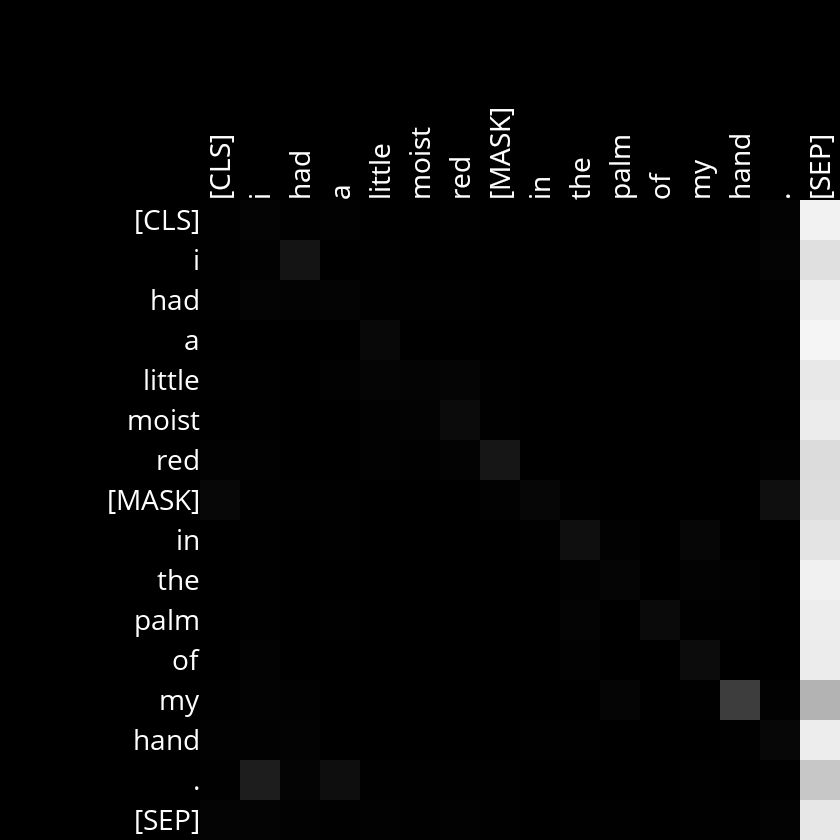 [CLS] i had a little moist red [MASK] in the palm of my hand . [SEP]
[CLS]
i
had
a
little
moist
red
[MASK]
in
the
palm
of
my
hand
.
[SEP]